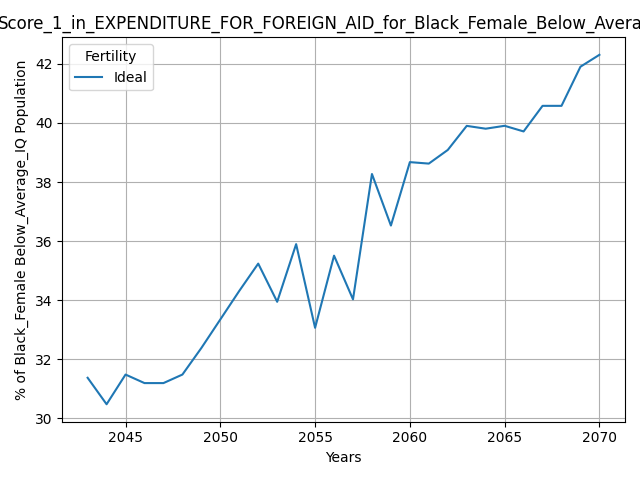 Score_1_in_EXPENDITURE_FOR_FOREIGN_AID_for_Black_Female_Below_Avera
% of Black_Female Below_Average_IQ Population
Fertility
Ideal
42
40
38
36
34
32
30
2045 2050 2055 2060 2065 2070
Years